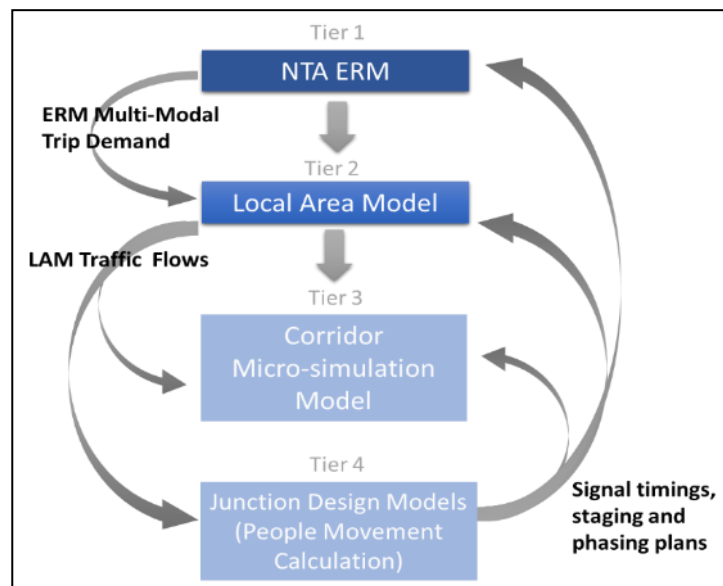 Tier 1
NTA ERM
ERM Multi-Modal
Trip Demand
Tier 2
Local Area Model
LAM Traffic Flows
Tier 3
Corridor
Micro-simulation
Model
Tier 4
Junction Design Models
(People Movement
Calculation)
Signal timings,
staging and
phasing plans